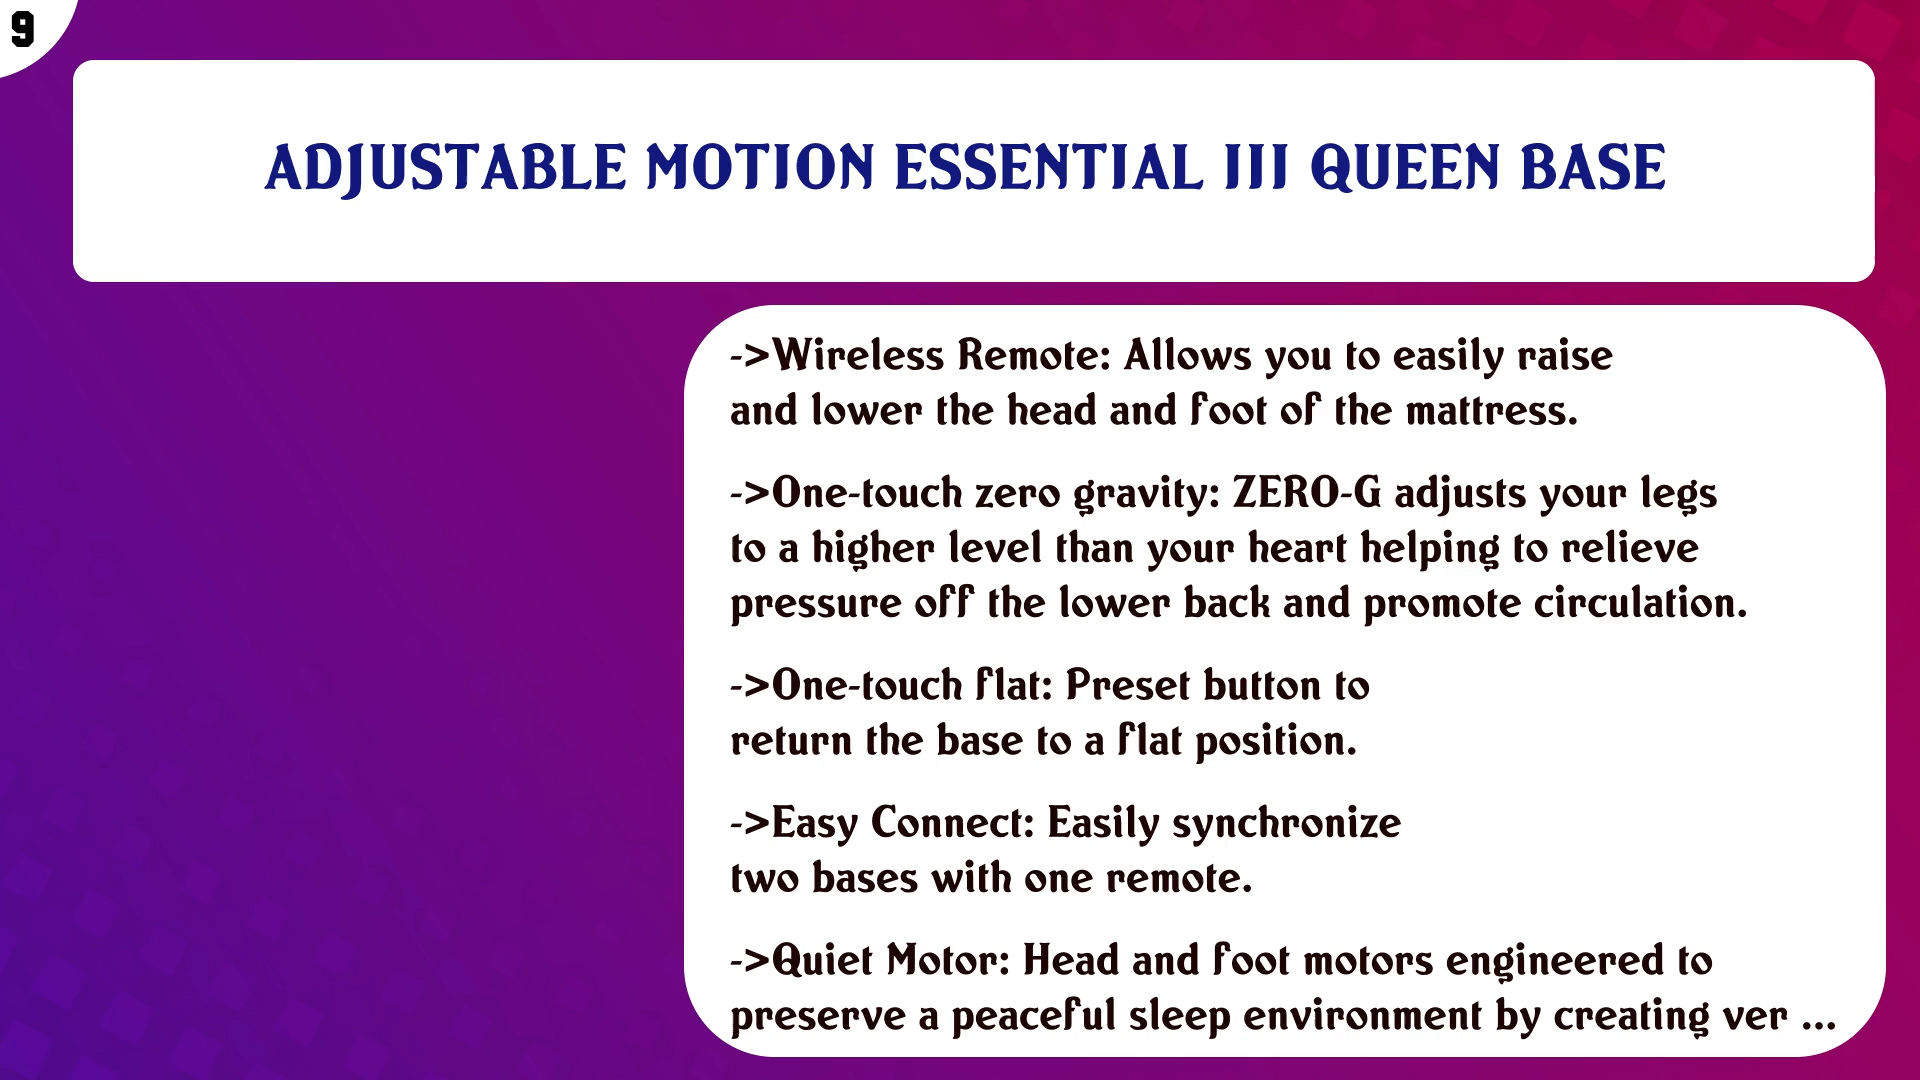 9
ADJUSTABLE MOTION ESSENTIAL III QUEEN BASE
->Wireless Remote: Allows you to easily raise
and lower the head and foot of the mattress.
->One-touch zero gravity: ZERO-G adjusts your legs
to a higher level than your heart helping to relieve
pressure off the lower back and promote circulation.
->One-touch flat: Preset button to
return the base to a flat position.
->Easy Connect: Easily synchronize
two bases with one remote.
->Quiet Motor: Head and foot motors engineered to
preserve a peaceful sleep environment by creating ver ...